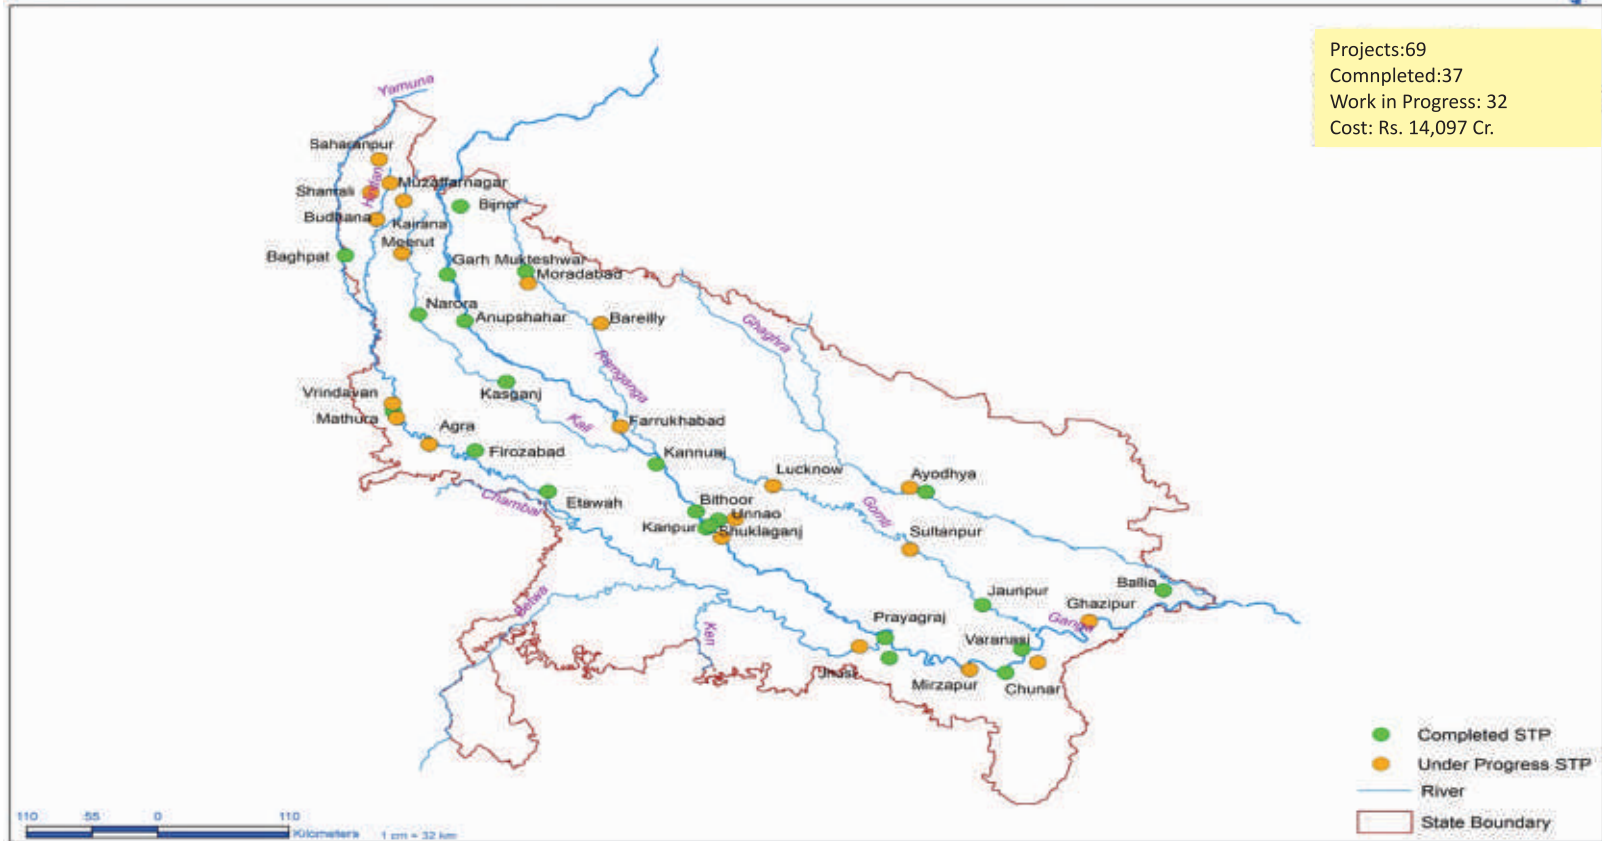 Projects:69
Comnpleted:37
Work in Progress: 32
Cost: Rs. 14,097 Cr.
Yamuna
Saharanpur
Shamali
Muzaffarnagar
Budhana
Kairana
Bijnor
Meerut
Baghpat
Garh Mukteshwar
Moradabad
Narora
Anupshahar
Bareilly
Ghaghra
Ramganga
Vrindavan
Kasganj
Mathura
Agra
Kali
Farrukhabad
Firozabad
Kannuaj
Lucknow
Ayodhya
Chambal
Etawah
Bithoor
Unnao
Kanpur
Shuklaganj
Gomti
Sultanpur
Betwa
Ken
Jaunpur
Ballia
Ghazipur
Prayagraj
Ganga
Varanasi
Mirzapur
Chunar
Completed STP
Under Progress STP
River
State Boundary
110 55 0 110
Kilometers 1 cm = 32 km